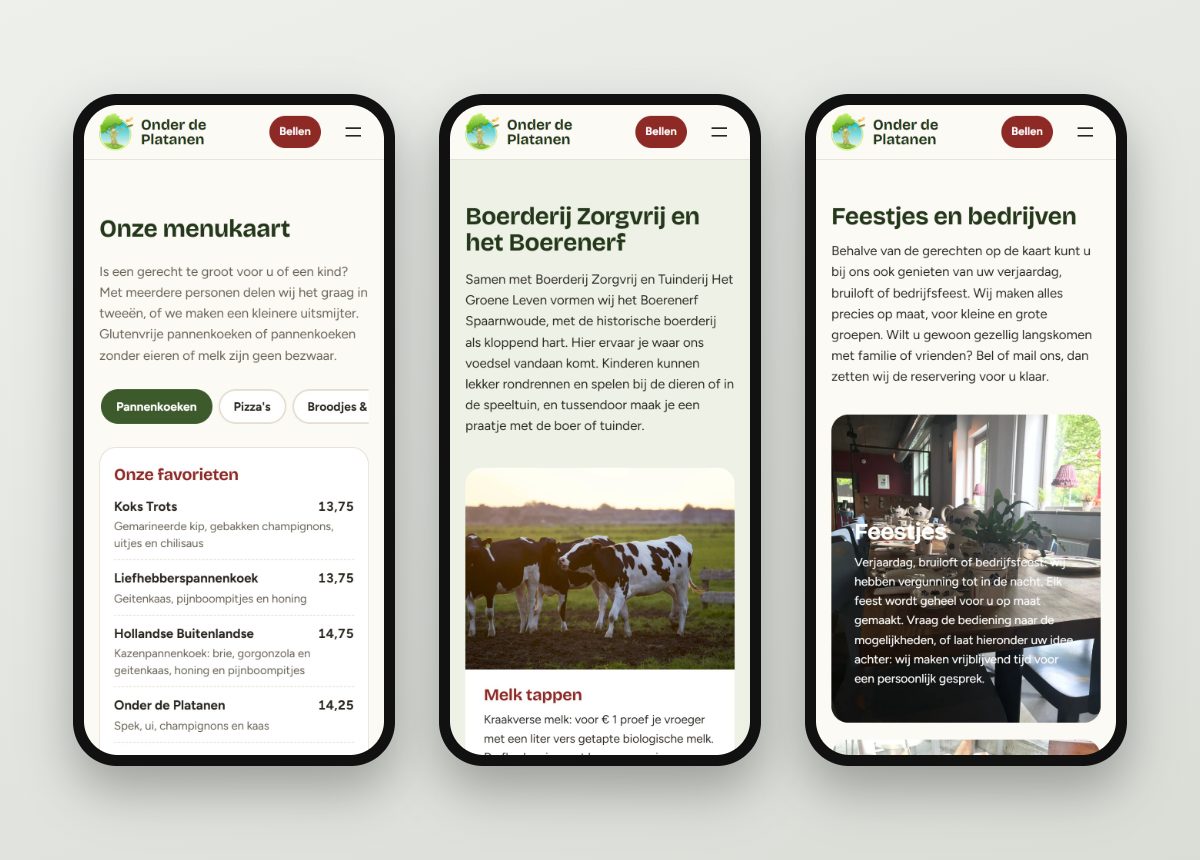 Onder de
Platanen
Bellen
Onze menukaart
Is een gerecht te groot voor u of een kind?
Met meerdere personen delen wij het graag in
tweeën, of we maken een kleinere uitsmijter.
Glutenvrije pannenkoeken of pannenkoeken
zonder eieren of melk zijn geen bezwaar.
Pannenkoeken
Pizza's
Broodjes &
Onze favorieten
Koks Trots 13,75
Gemarineerde kip, gebakken champignons,
uitjes en chilisaus
Liefhebberspannenkoek 13,75
Geitenkaas, pijnboompitjes en honing
Hollandse Buitenlandse 14,75
Kazenpannenkoek: brie, gorgonzola en
geitenkaas, honing en pijnboompitjes
Onder de Platanen 14,25
Spek, ui, champignons en kaas
Onder de
Platanen
Bellen
Boerderij Zorgvrij en
het Boerenerf
Samen met Boerderij Zorgvrij en Tuinderij Het
Groene Leven vormen wij het Boerenerf
Spaarnwoude, met de historische boerderij
als kloppend hart. Hier ervaar je waar ons
voedsel vandaan komt. Kinderen kunnen
lekker rondrennen en spelen bij de dieren of in
de speeltuin, en tussendoor maak je een
praatje met de boer of tuinder.
Melk tappen
Kraakverse melk: voor € 1 proef je vroeger
met een liter vers getapte biologische melk.
Onder de
Platanen
Bellen
Feestjes en bedrijven
Behalve van de gerechten op de kaart kunt u
bij ons ook genieten van uw verjaardag,
bruiloft of bedrijfsfeest. Wij maken alles
precies op maat, voor kleine en grote
groepen. Wilt u gewoon gezellig langskomen
met familie of vrienden? Bel of mail ons, dan
zetten wij de reservering voor u klaar.
Feestjes
Verjaardag, bruiloft of bedrijfsfeest: wij
hebben vergunning tot in de nacht. Elk
feest wordt geheel voor u op maat
gemaakt. Vraag de bediening naar de
mogelijkheden, of laat hieronder uw idee
achter: wij maken vrijblijvend tijd voor
een persoonlijk gesprek.